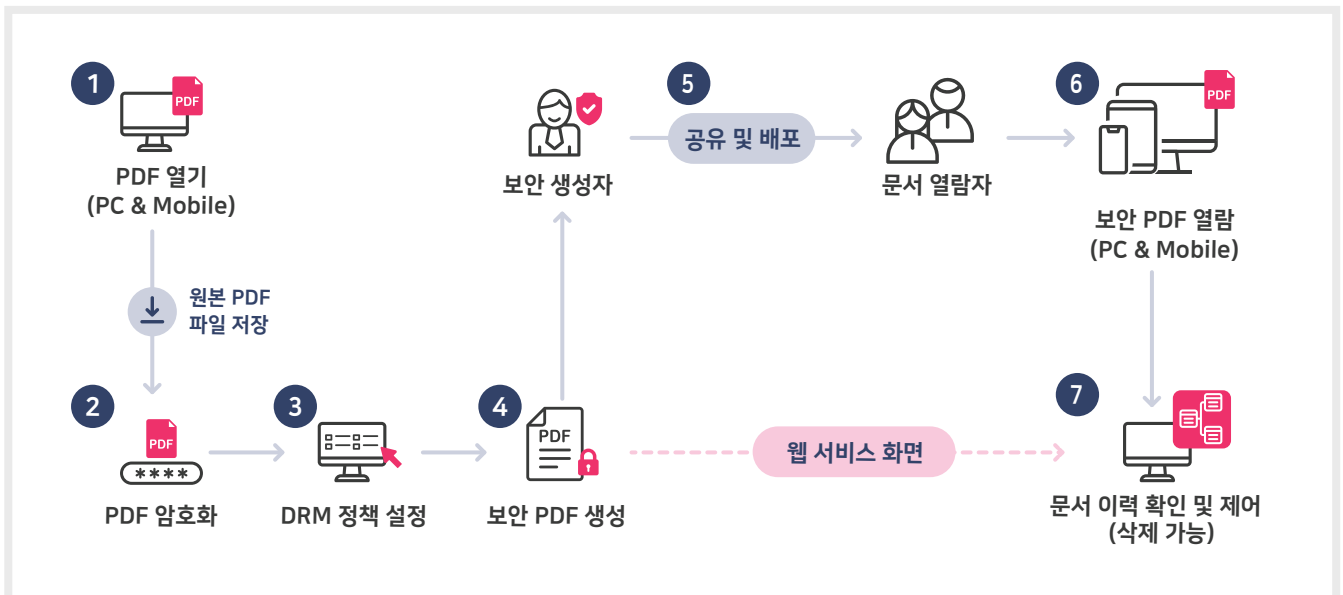 1
PDF
PDF 열기
(PC & Mobile)
원본 PDF
파일 저장
2
PDF
****
PDF 암호화
3
DRM 정책 설정
4
PDF
보안 PDF 생성
보안 생성자
5
공유 및 배포
문서 열람자
6
PDF
보안 PDF 열람
(PC & Mobile)
웹 서비스 화면
7
문서 이력 확인 및 제어
(삭제 가능)